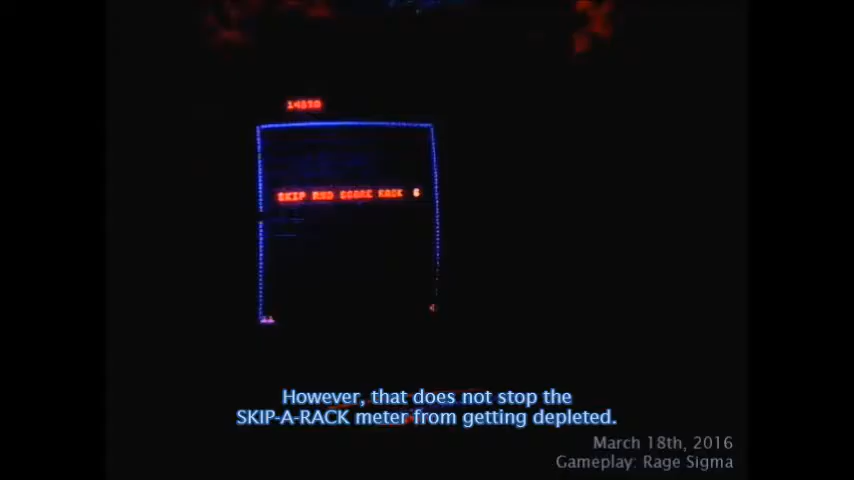 SKIP AND SCORE RACK 6
However, that does not stop the
SKIP-A-RACK meter from getting depleted.
March 18th, 2016
Gameplay: Rage Sigma